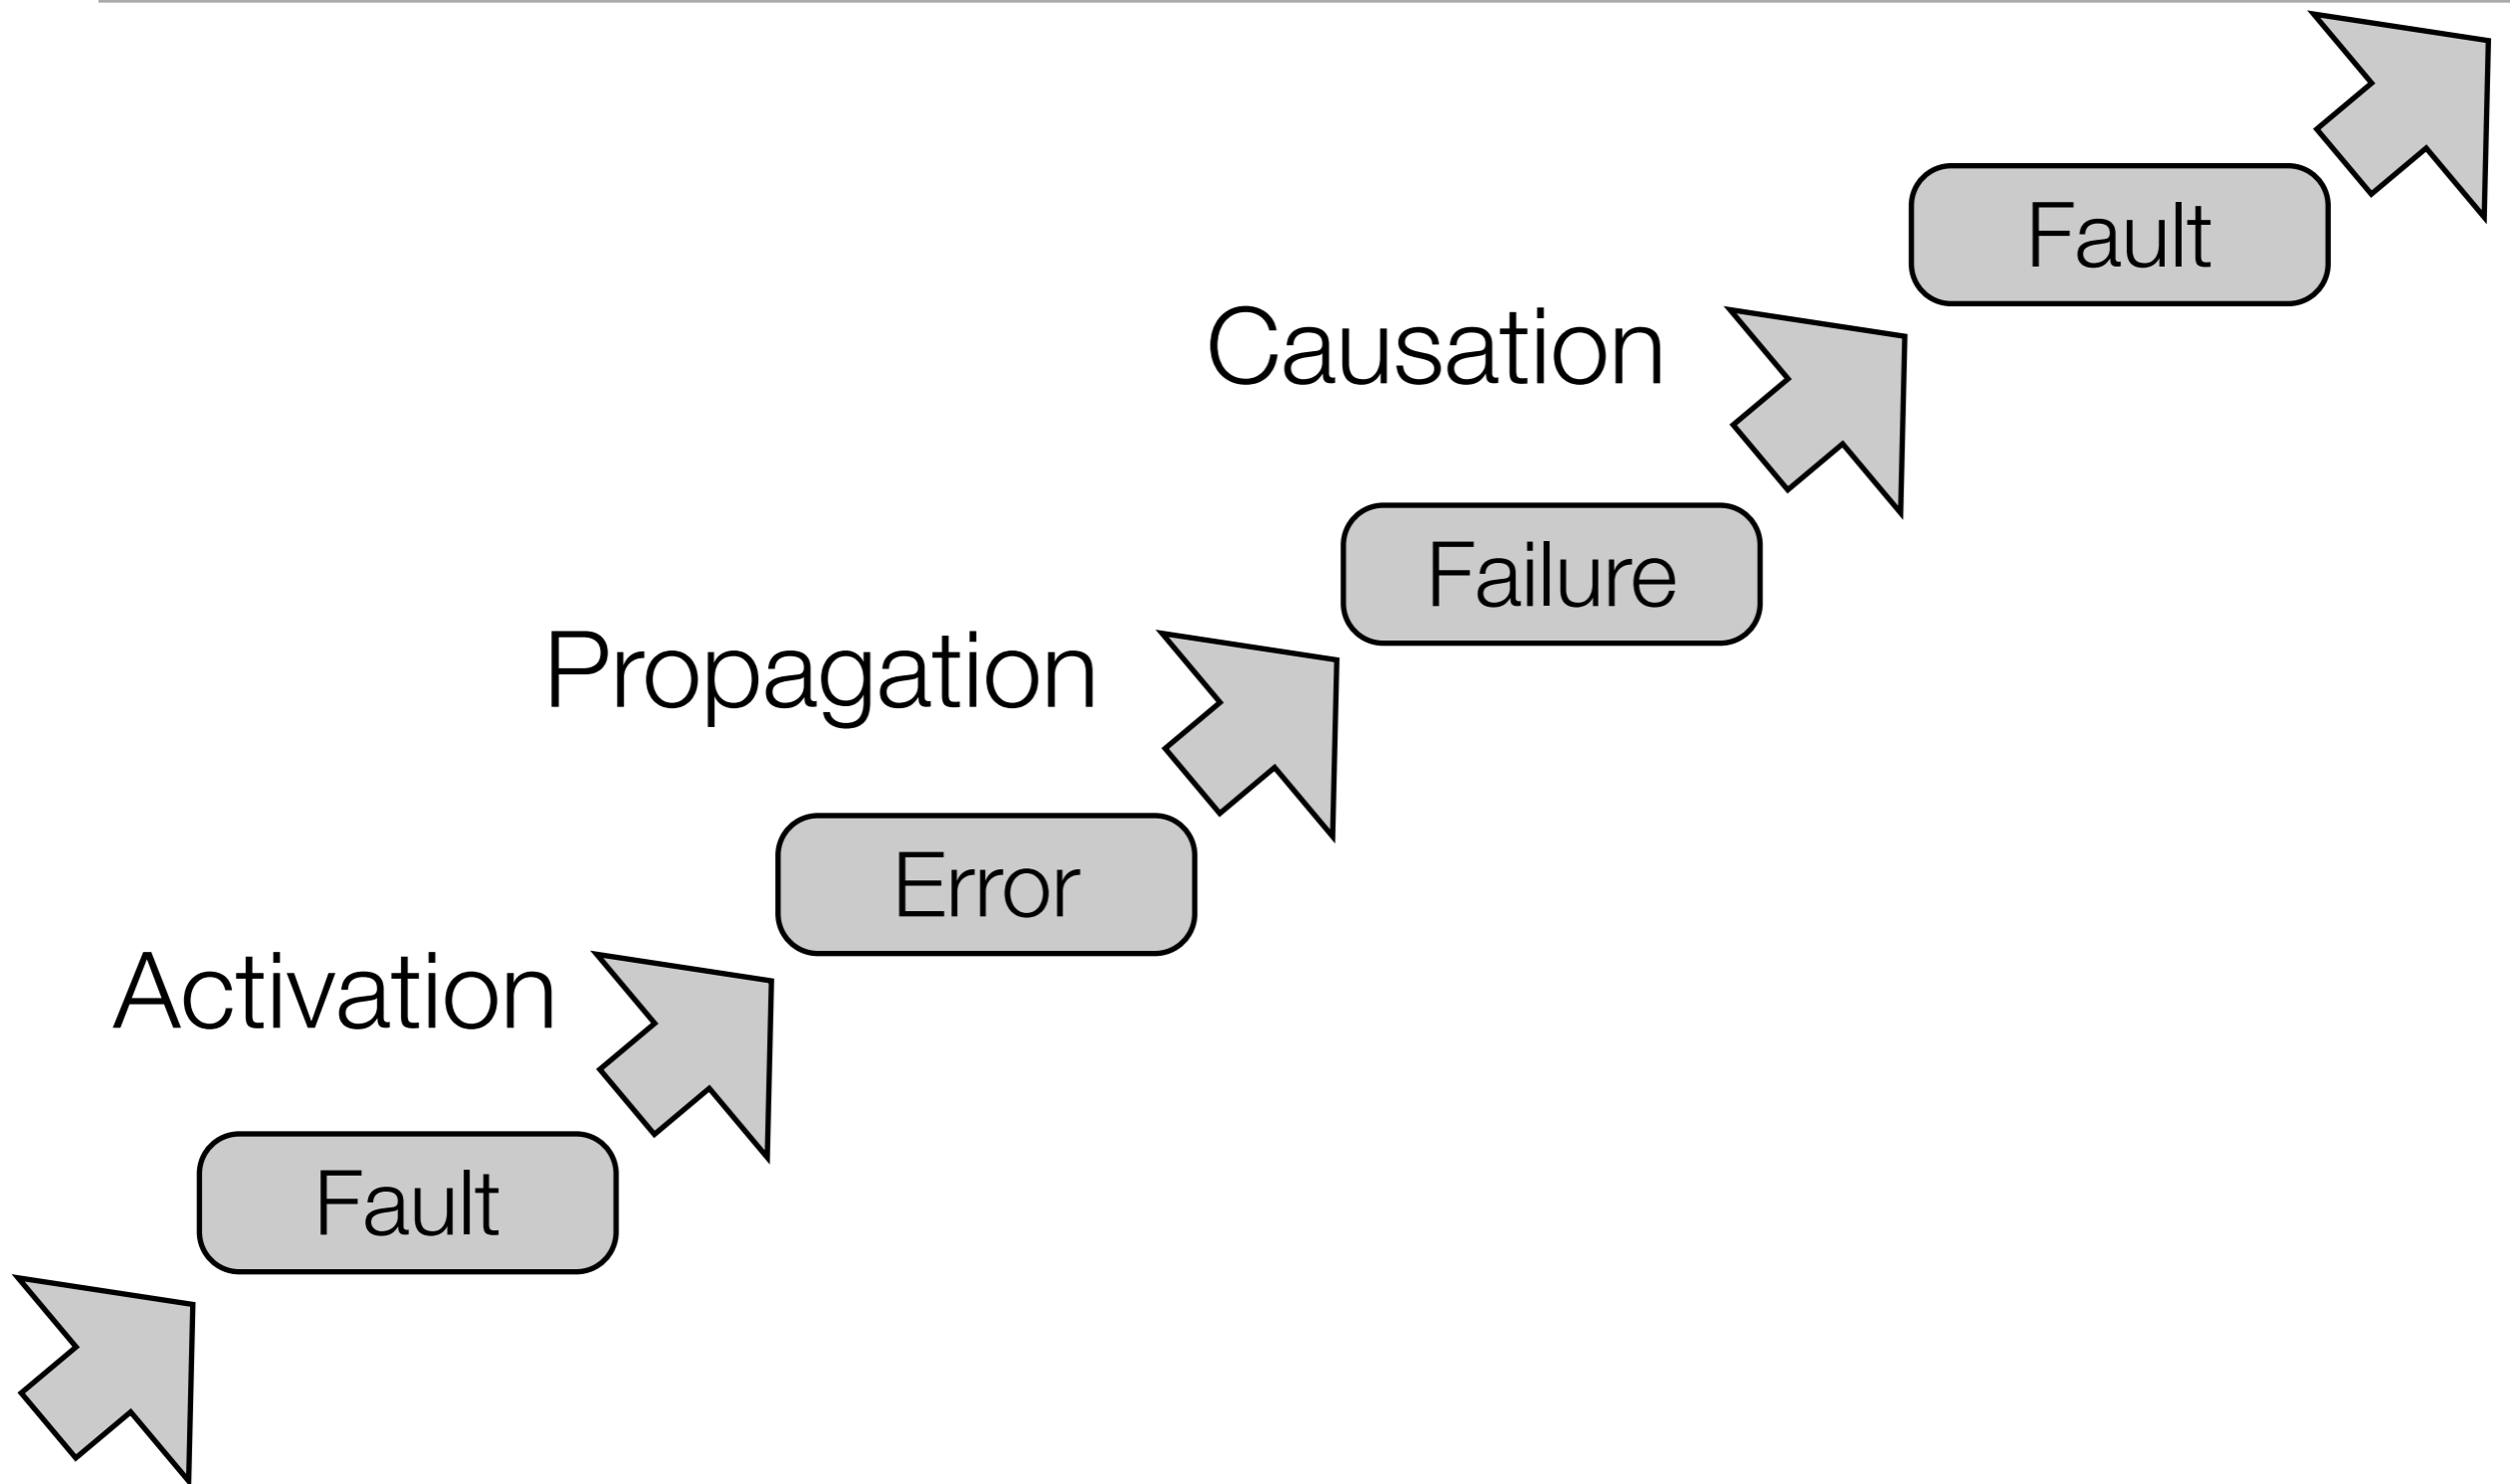 Fault
Causation
Failure
Propagation
Error
Activation
Fault